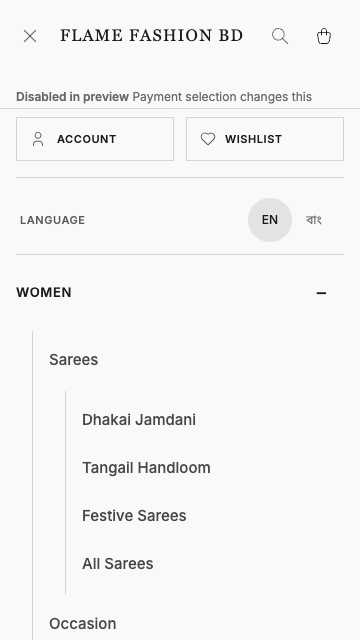 FLAME FASHION BD
Disabled in preview Payment selection changes this
ACCOUNT
WISHLIST
LANGUAGE
EN
বাং
WOMEN
Sarees
Dhakai Jamdani
Tangail Handloom
Festive Sarees
All Sarees
Occasion